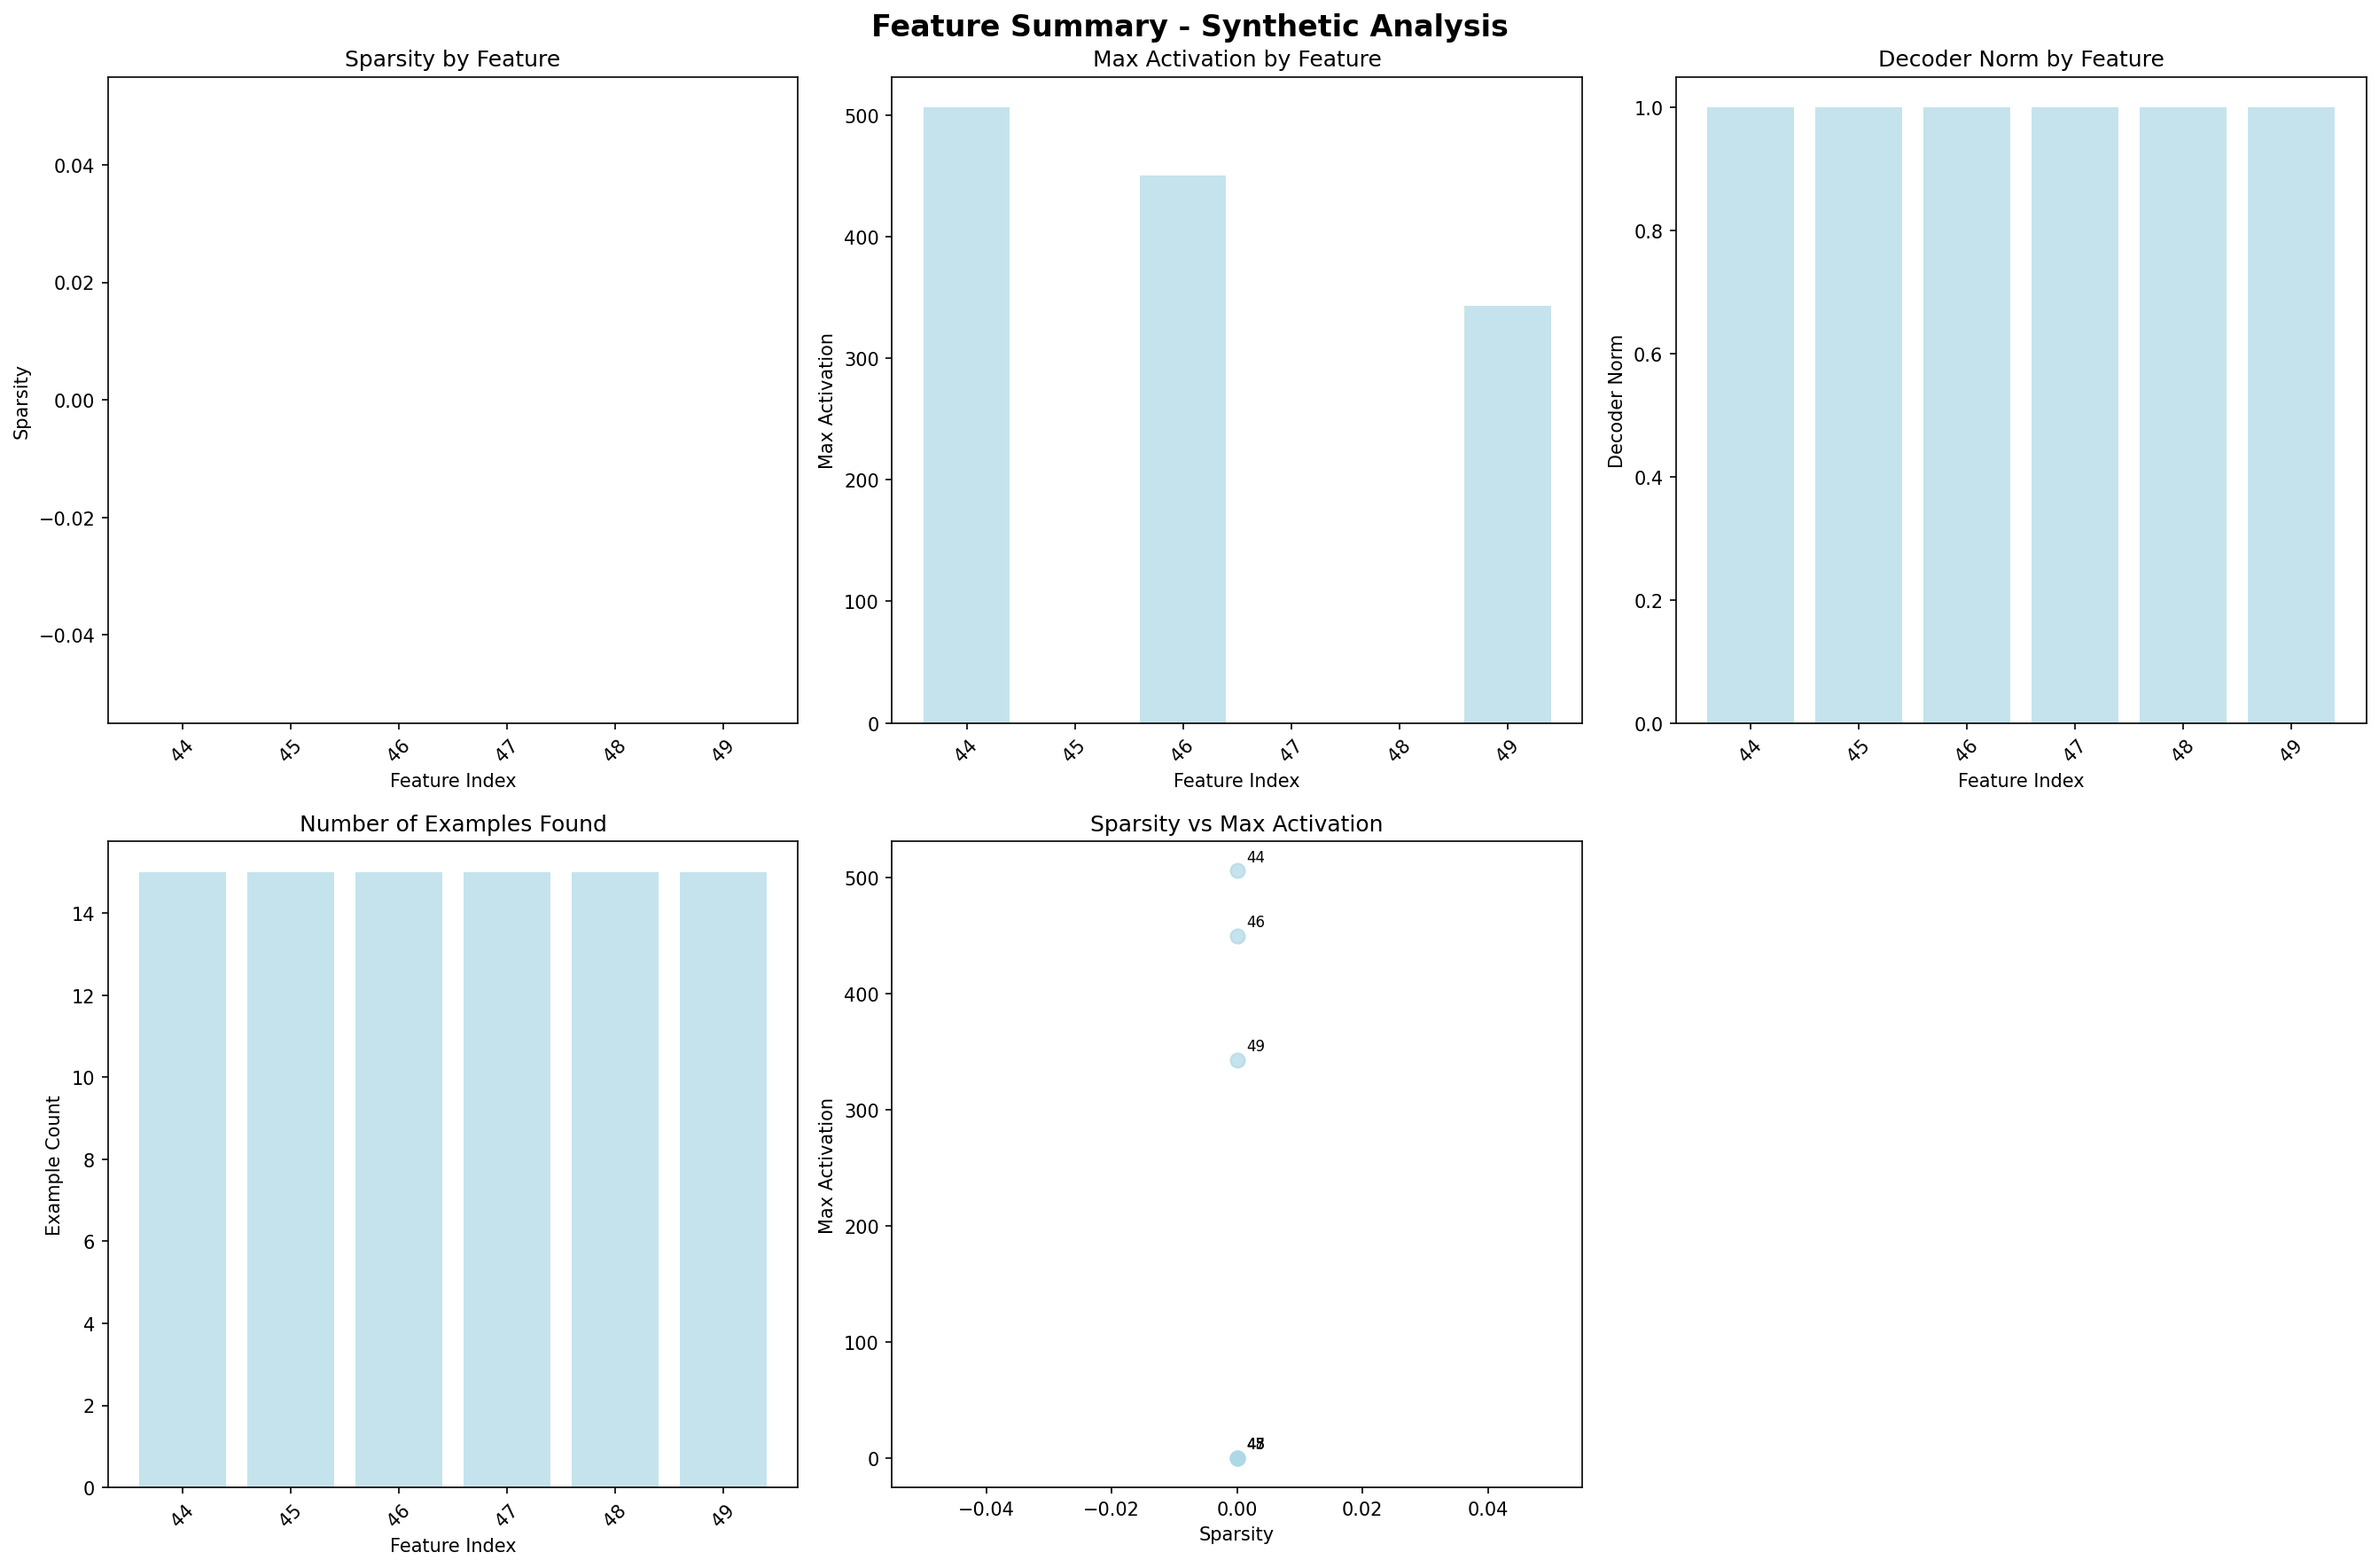 Feature Summary - Synthetic Analysis
Sparsity by Feature
Sparsity
0.04
0.02
0.00
−0.02
−0.04
44 45 46 47 48 49
Feature Index
Max Activation by Feature
Max Activation
500
400
300
200
100
0
44 45 46 47 48 49
Feature Index
Decoder Norm by Feature
Decoder Norm
1.0
0.8
0.6
0.4
0.2
0.0
44 45 46 47 48 49
Feature Index
Number of Examples Found
Example Count
14
12
10
8
6
4
2
0
44 45 46 47 48 49
Feature Index
Sparsity vs Max Activation
Max Activation
500
400
300
200
100
0
44
46
49
−0.04 −0.02 0.00 0.02 0.04
Sparsity